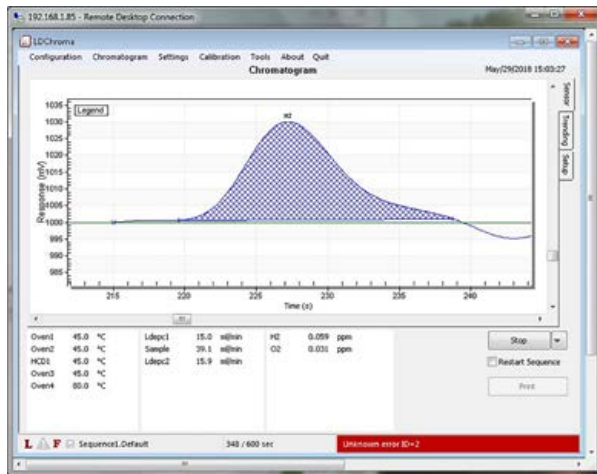 192.168.1.85 - Remote Desktop Connection
LDChroma
Configuration Chromatogram Settings Calibration Tools About Quit
Chromatogram May/29/2018 15:03:27
Legend
H2
Response (mV)
1035
1030
1025
1020
1015
1010
1005
1000
995
990
985
215 220 225 230 235 240
Time (s)
Sensor
Trending
Setup
Oven1 45.0 °C Ldepc1 15.0 ml/min H2 0.059 ppm
Oven2 45.0 °C Sample 39.1 ml/min O2 0.031 ppm
HCD1 45.0 °C Ldepc2 15.9 ml/min
Oven3 45.0 °C
Oven4 80.0 °C
Stop
Restart Sequence
Print
L F Sequence1.Default 348 / 600 sec Unknown error ID=2